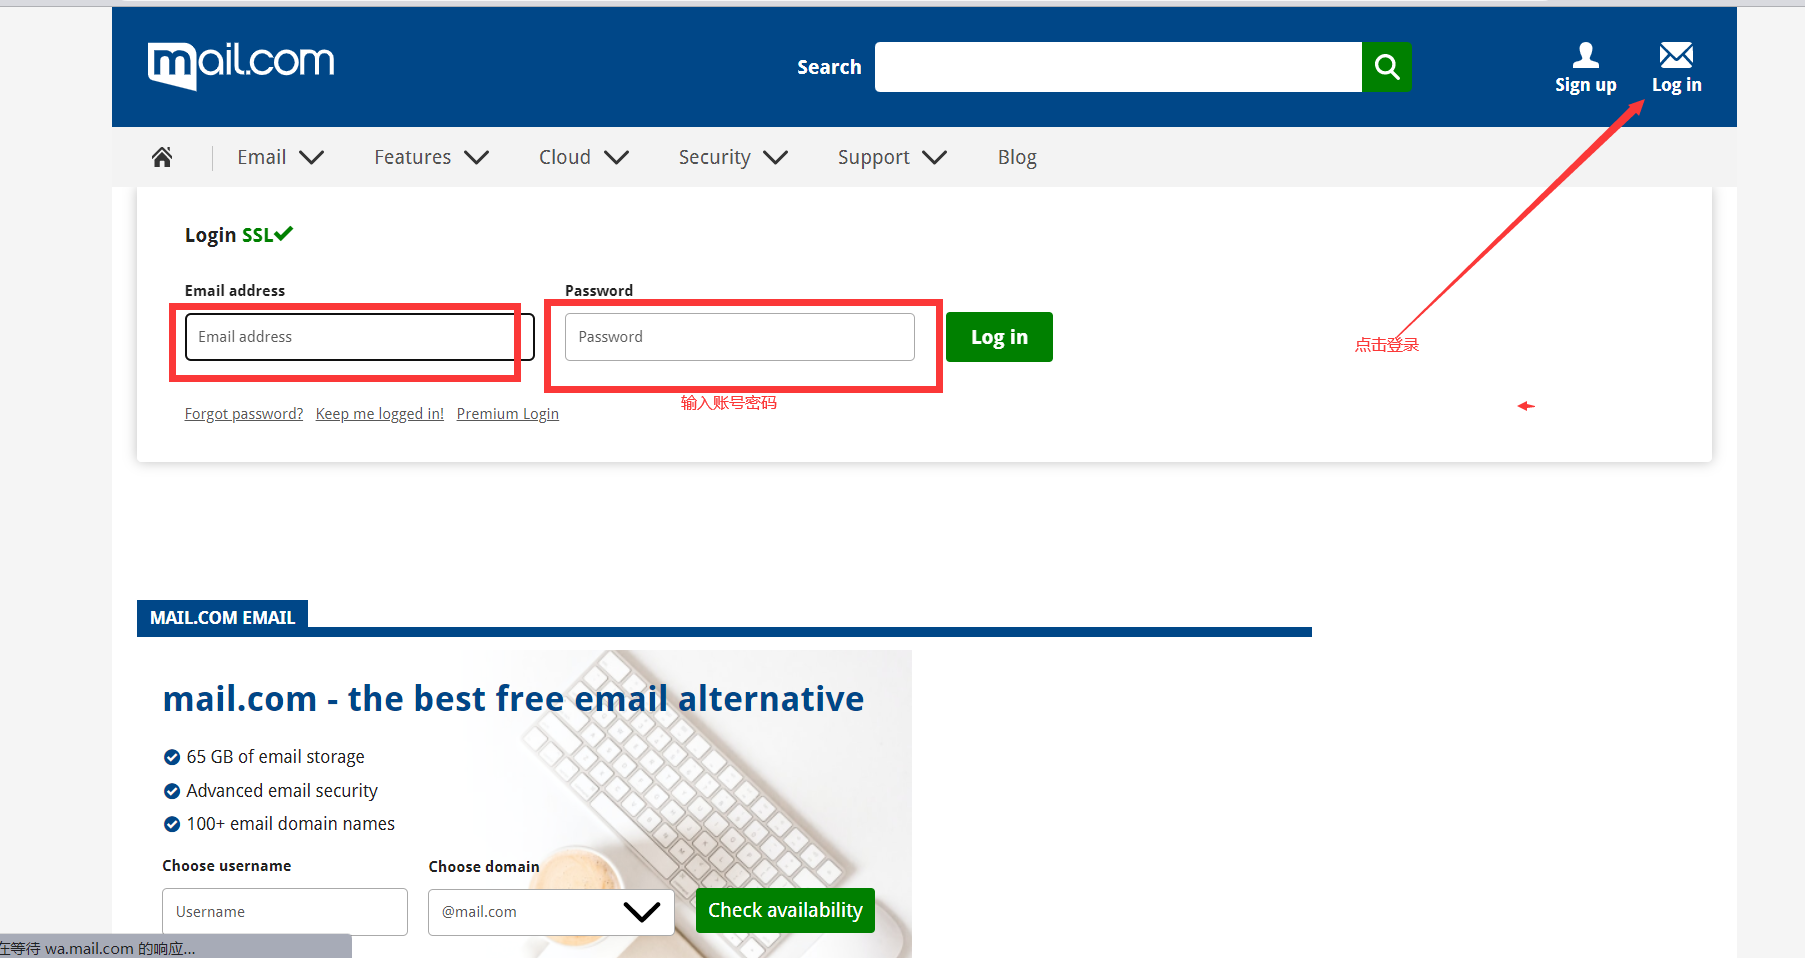 mail.com
Search
Sign up
Log in
Email
Features
Cloud
Security
Support
Blog
Login SSL
Email address
Password
Email address
Password
Log in
点击登录
输入账号密码
Forgot password?
Keep me logged in!
Premium Login
MAIL.COM EMAIL
mail.com - the best free email alternative
65 GB of email storage
Advanced email security
100+ email domain names
Choose username
Choose domain
Username
@mail.com
Check availability
在等待 wa.mail.com 的响应...